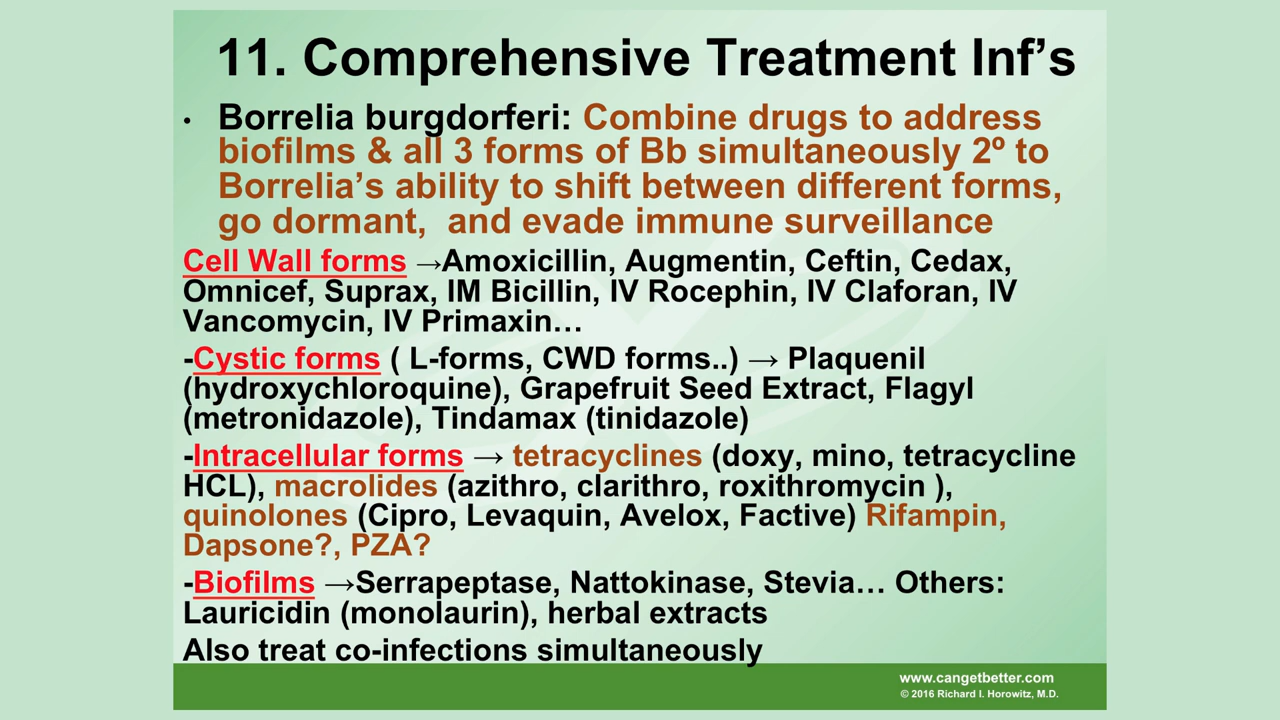 11. Comprehensive Treatment Inf’s
• Borrelia burgdorferi: Combine drugs to address
biofilms & all 3 forms of Bb simultaneously 2º to
Borrelia’s ability to shift between different forms,
go dormant,  and evade immune surveillance
Cell Wall forms →Amoxicillin, Augmentin, Ceftin, Cedax,
Omnicef, Suprax, IM Bicillin, IV Rocephin, IV Claforan, IV
Vancomycin, IV Primaxin…
-Cystic forms ( L-forms, CWD forms..) → Plaquenil
(hydroxychloroquine), Grapefruit Seed Extract, Flagyl
(metronidazole), Tindamax (tinidazole)
-Intracellular forms → tetracyclines (doxy, mino, tetracycline
HCL), macrolides (azithro, clarithro, roxithromycin ),
quinolones (Cipro, Levaquin, Avelox, Factive) Rifampin,
Dapsone?, PZA?
-Biofilms →Serrapeptase, Nattokinase, Stevia… Others:
Lauricidin (monolaurin), herbal extracts
Also treat co-infections simultaneously
www.cangetbetter.com
© 2016 Richard I. Horowitz, M.D.